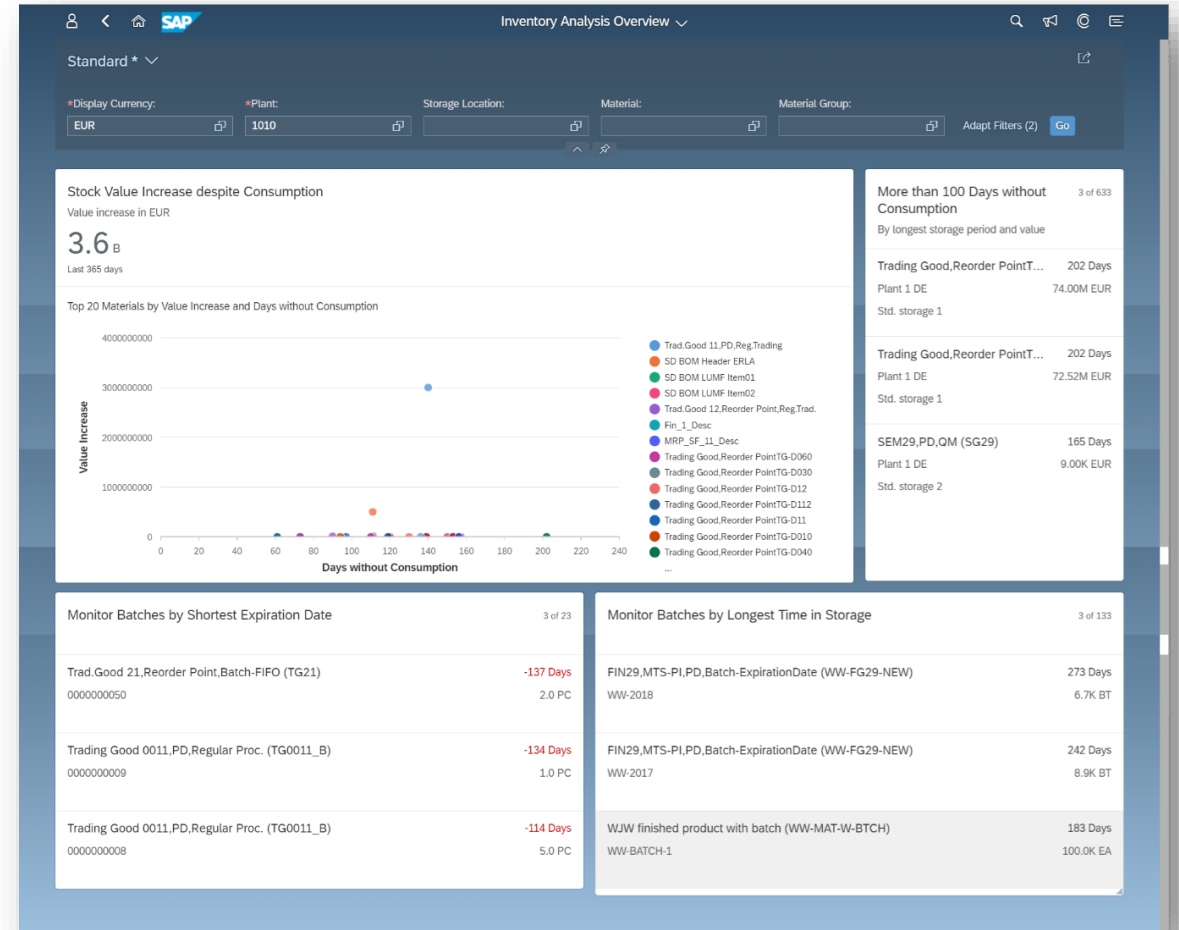 SAP
Inventory Analysis Overview
Standard *
*Display Currency:
*Plant:
Storage Location:
Material:
Material Group:
EUR
1010
Adapt Filters (2)
Go
Stock Value Increase despite Consumption
Value increase in EUR
3.6 B
Last 365 days
Top 20 Materials by Value Increase and Days without Consumption
Value Increase
4000000000
3000000000
2000000000
1000000000
0
0 20 40 60 80 100 120 140 160 180 200 220 240
Days without Consumption
Trad.Good 11,PD,Reg.Trading
SD BOM Header ERLA
SD BOM LUMF Item01
SD BOM LUMF Item02
Trad.Good 12,Reorder Point,Reg.Trad.
Fin_1_Desc
MRP_SF_11_Desc
Trading Good,Reorder PointTG-D060
Trading Good,Reorder PointTG-D030
Trading Good,Reorder PointTG-D12
Trading Good,Reorder PointTG-D112
Trading Good,Reorder PointTG-D11
Trading Good,Reorder PointTG-D010
Trading Good,Reorder PointTG-D040
...
More than 100 Days without
Consumption
3 of 633
By longest storage period and value
Trading Good,Reorder PointT... 202 Days
Plant 1 DE 74.00M EUR
Std. storage 1
Trading Good,Reorder PointT... 202 Days
Plant 1 DE 72.52M EUR
Std. storage 1
SEM29,PD,QM (SG29) 165 Days
Plant 1 DE 9.00K EUR
Std. storage 2
Monitor Batches by Shortest Expiration Date 3 of 23
Trad.Good 21,Reorder Point,Batch-FIFO (TG21) -137 Days
0000000050 2.0 PC
Trading Good 0011,PD,Regular Proc. (TG0011_B) -134 Days
0000000009 1.0 PC
Trading Good 0011,PD,Regular Proc. (TG0011_B) -114 Days
0000000008 5.0 PC
Monitor Batches by Longest Time in Storage 3 of 133
FIN29,MTS-PI,PD,Batch-ExpirationDate (WW-FG29-NEW) 273 Days
WW-2018 6.7K BT
FIN29,MTS-PI,PD,Batch-ExpirationDate (WW-FG29-NEW) 242 Days
WW-2017 8.9K BT
WJW finished product with batch (WW-MAT-W-BTCH) 183 Days
WW-BATCH-1 100.0K EA